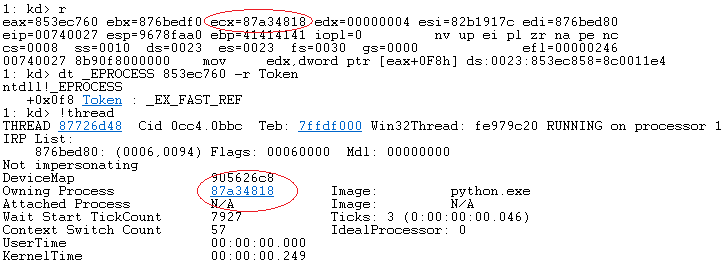 1: kd> r
eax=853ec760 ebx=876bedf0 ecx=87a34818 edx=00000004 esi=82b1917c edi=876bed80
eip=00740027 esp=9678faa0 ebp=41414141 iopl=0 nv up ei pl zr na pe nc
cs=0008 ss=0010 ds=0023 es=0023 fs=0030 gs=0000 efl=00000246
00740027 8b90f8000000 mov edx,dword ptr [eax+0F8h] ds:0023:853ec858=8c0011e4
1: kd> dt _EPROCESS 853ec760 -r Token
ntdll!_EPROCESS
+0x0f8 Token : _EX_FAST_REF
1: kd> !thread
THREAD 87726d48 Cid 0cc4.0bbc Teb: 7ffdf000 Win32Thread: fe979c20 RUNNING on processor 1
IRP List:
876bed80: (0006,0094) Flags: 00060000 Mdl: 00000000
Not impersonating
DeviceMap 905626c8
Owning Process 87a34818 Image: python.exe
Attached Process N/A Image: N/A
Wait Start TickCount 7927 Ticks: 3 (0:00:00:00.046)
Context Switch Count 57 IdealProcessor: 0
UserTime 00:00:00.000
KernelTime 00:00:00.249